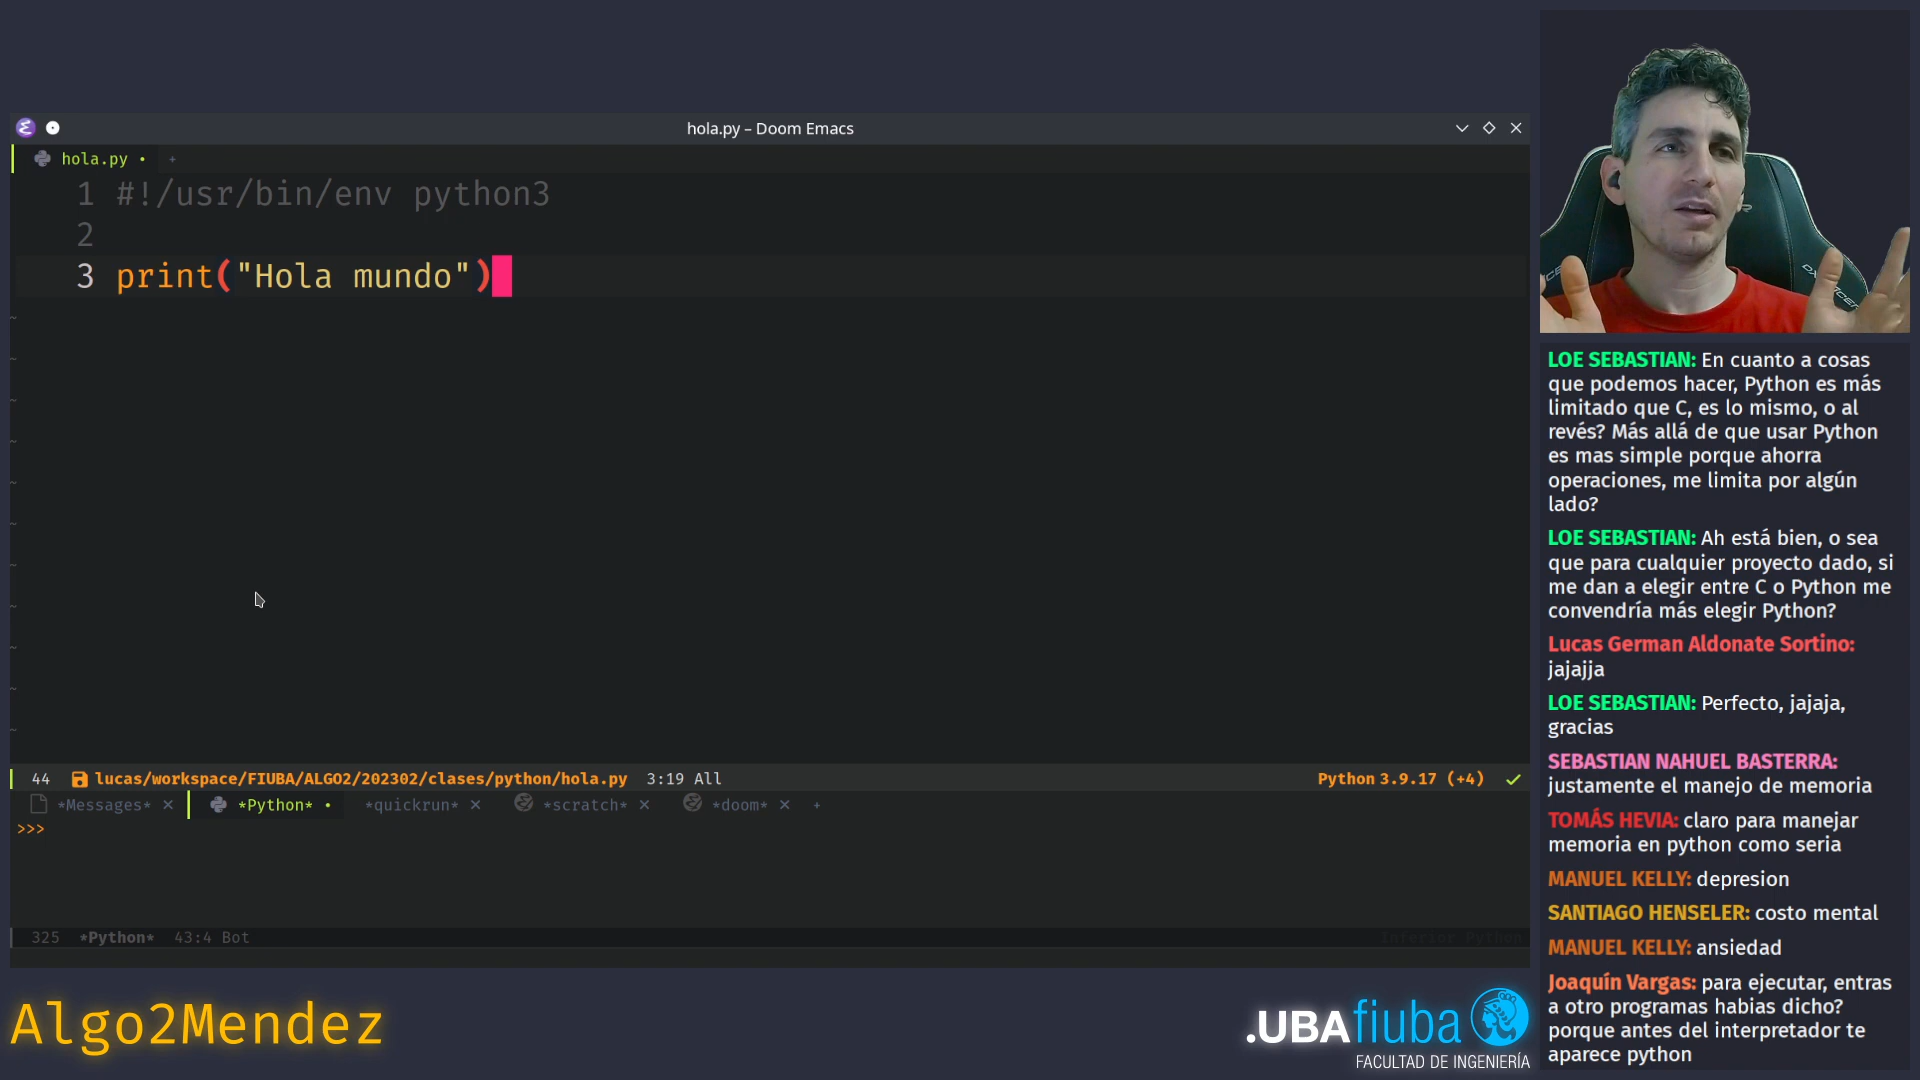 hola.py – Doom Emacs
hola.py • +
1 #!/usr/bin/env python3
2
3 print("Hola mundo")
44 lucas/workspace/FIUBA/ALGO2/202302/clases/python/hola.py 3:19 All Python 3.9.17 (+4)
*Messages* × *Python* • *quickrun* × *scratch* × *doom* × +
>>>
325 *Python* 43:4 Bot Inferior Python
Algo2Mendez
.UBAfiuba
FACULTAD DE INGENIERÍA
LOE SEBASTIAN: En cuanto a cosas
que podemos hacer, Python es más
limitado que C, es lo mismo, o al
revés? Más allá de que usar Python
es mas simple porque ahorra
operaciones, me limita por algún
lado?
LOE SEBASTIAN: Ah está bien, o sea
que para cualquier proyecto dado, si
me dan a elegir entre C o Python me
convendría más elegir Python?
Lucas German Aldonate Sortino:
jajajja
LOE SEBASTIAN: Perfecto, jajaja,
gracias
SEBASTIAN NAHUEL BASTERRA:
justamente el manejo de memoria
TOMÁS HEVIA: claro para manejar
memoria en python como seria
MANUEL KELLY: depresion
SANTIAGO HENSELER: costo mental
MANUEL KELLY: ansiedad
Joaquín Vargas: para ejecutar, entras
a otro programas habias dicho?
porque antes del interpretador te
aparece python